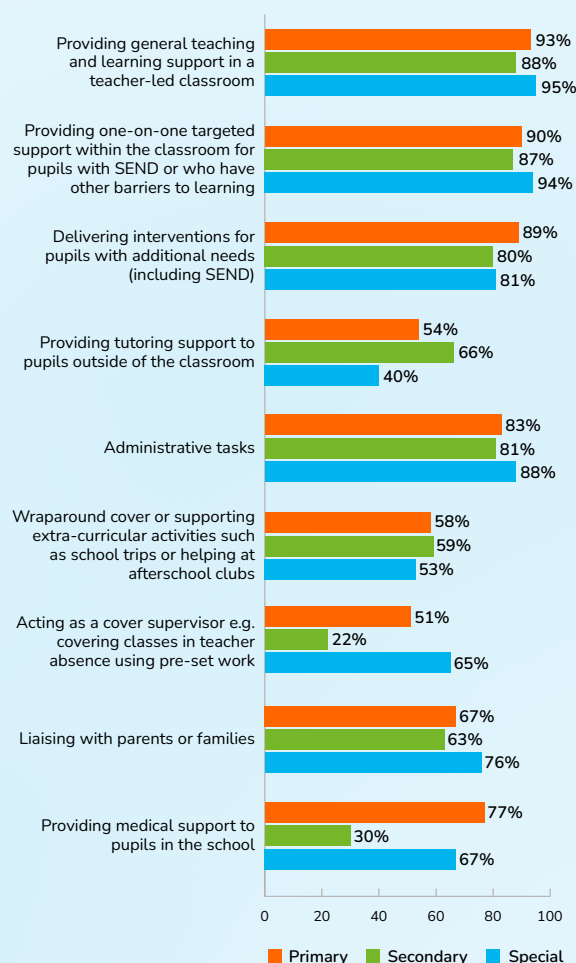 Providing general teaching
and learning support in a
teacher-led classroom
93%
88%
95%
Providing one-on-one targeted
support within the classroom for
pupils with SEND or who have
other barriers to learning
90%
87%
94%
Delivering interventions for
pupils with additional needs
(including SEND)
89%
80%
81%
Providing tutoring support to
pupils outside of the classroom
54%
66%
40%
Administrative tasks
83%
81%
88%
Wraparound cover or supporting
extra-curricular activities such
as school trips or helping at
afterschool clubs
58%
59%
53%
Acting as a cover supervisor e.g.
covering classes in teacher
absence using pre-set work
51%
22%
65%
Liaising with parents or families
67%
63%
76%
Providing medical support to
pupils in the school
77%
30%
67%
0 20 40 60 80 100
Primary Secondary Special